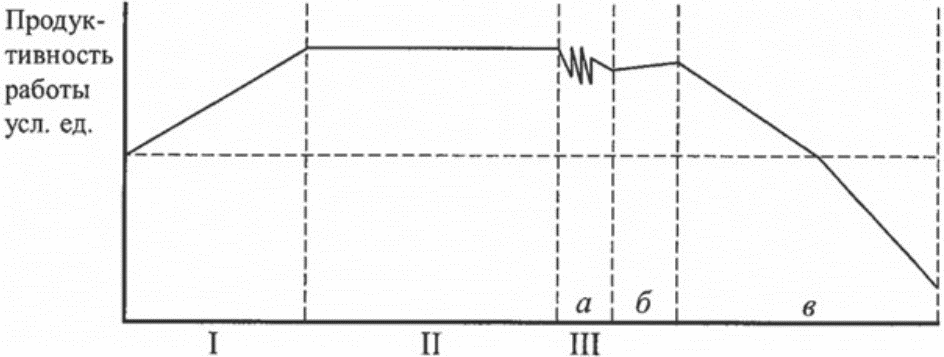 Продук-
тивность
работы
усл. ед.
а б в
I II III